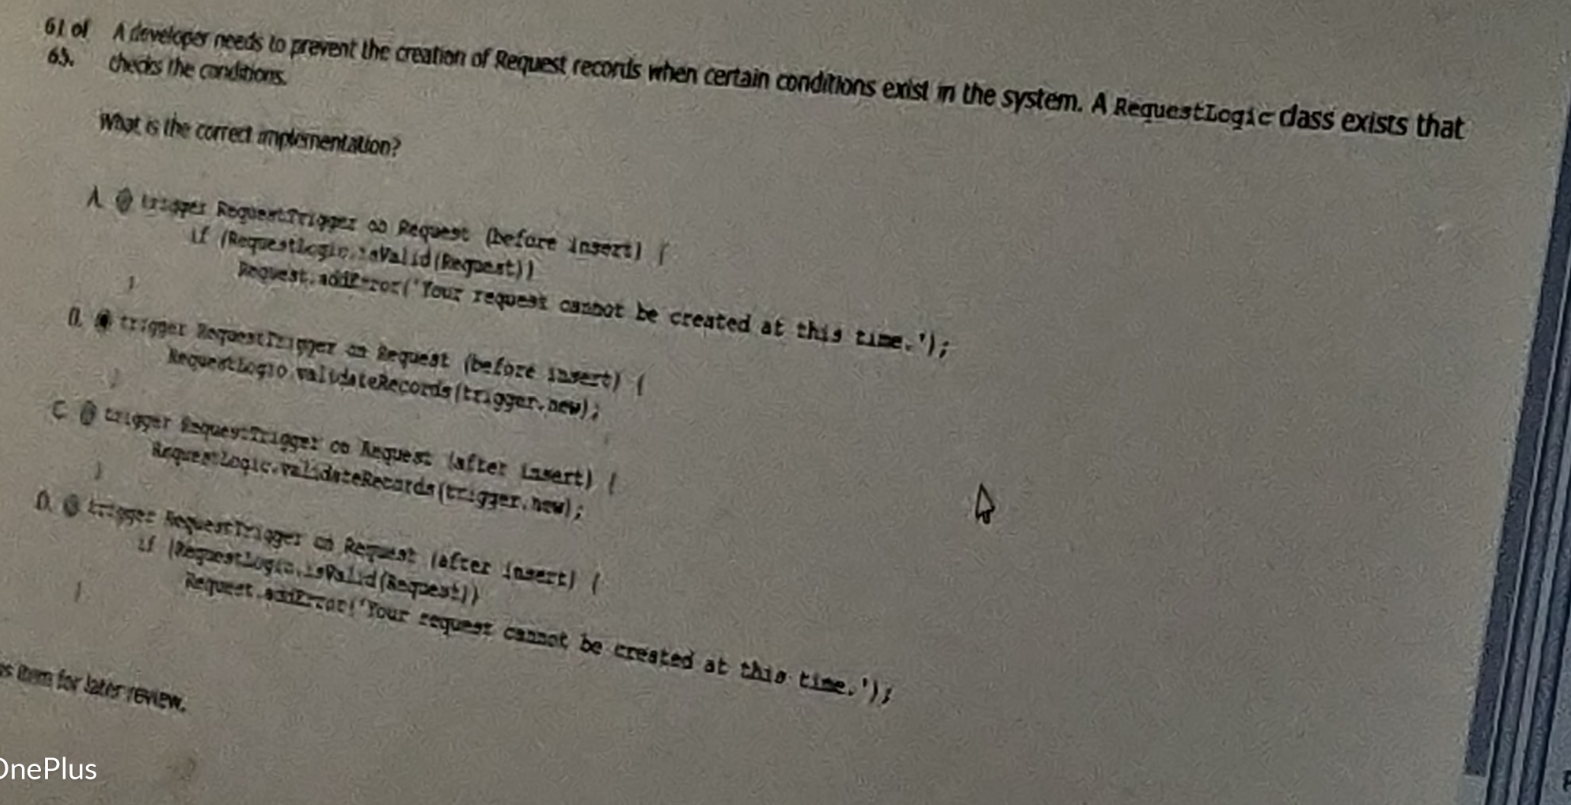 61 of A developer needs to prevent the creation of Request records when certain conditions exist in the system. A RequestLogic class exists that
65. checks the conditions.
What is the correct implementation?
A. trigger RequestTrigger on Request (before insert) {
if (RequestLogic.isValid(Request))
Request.addError('Your request cannot be created at this time.');
}
B. trigger RequestTrigger on Request (before insert) {
RequestLogic.validateRecords(trigger.new);
}
C. trigger RequestTrigger on Request (after insert) {
RequestLogic.validateRecords(trigger.new);
}
D. trigger RequestTrigger on Request (after insert) {
if (RequestLogic.isValid(Request))
Request.addError('Your request cannot be created at this time.');
}
item for later review.
OnePlus